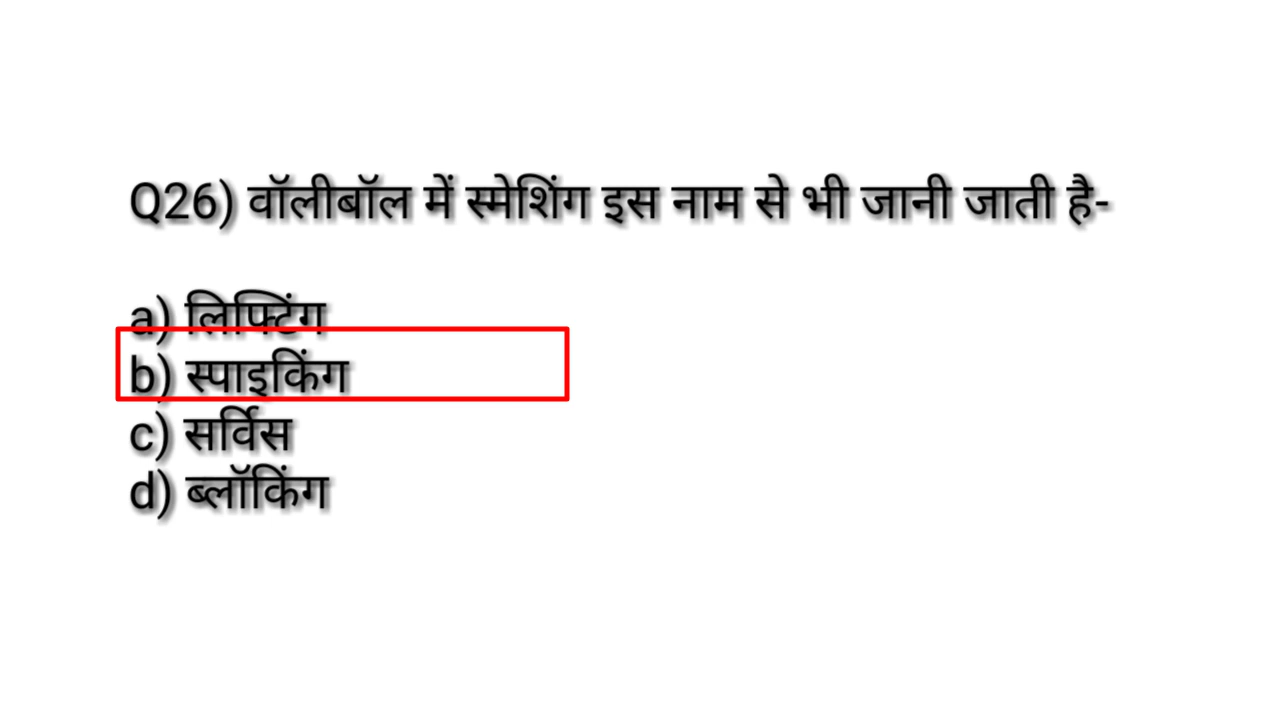 Q26) वॉलीबॉल में स्मेशिंग इस नाम से भी जानी जाती है-
a) लिफ्टिंग
b) स्पाइकिंग
c) सर्विस
d) ब्लॉकिंग